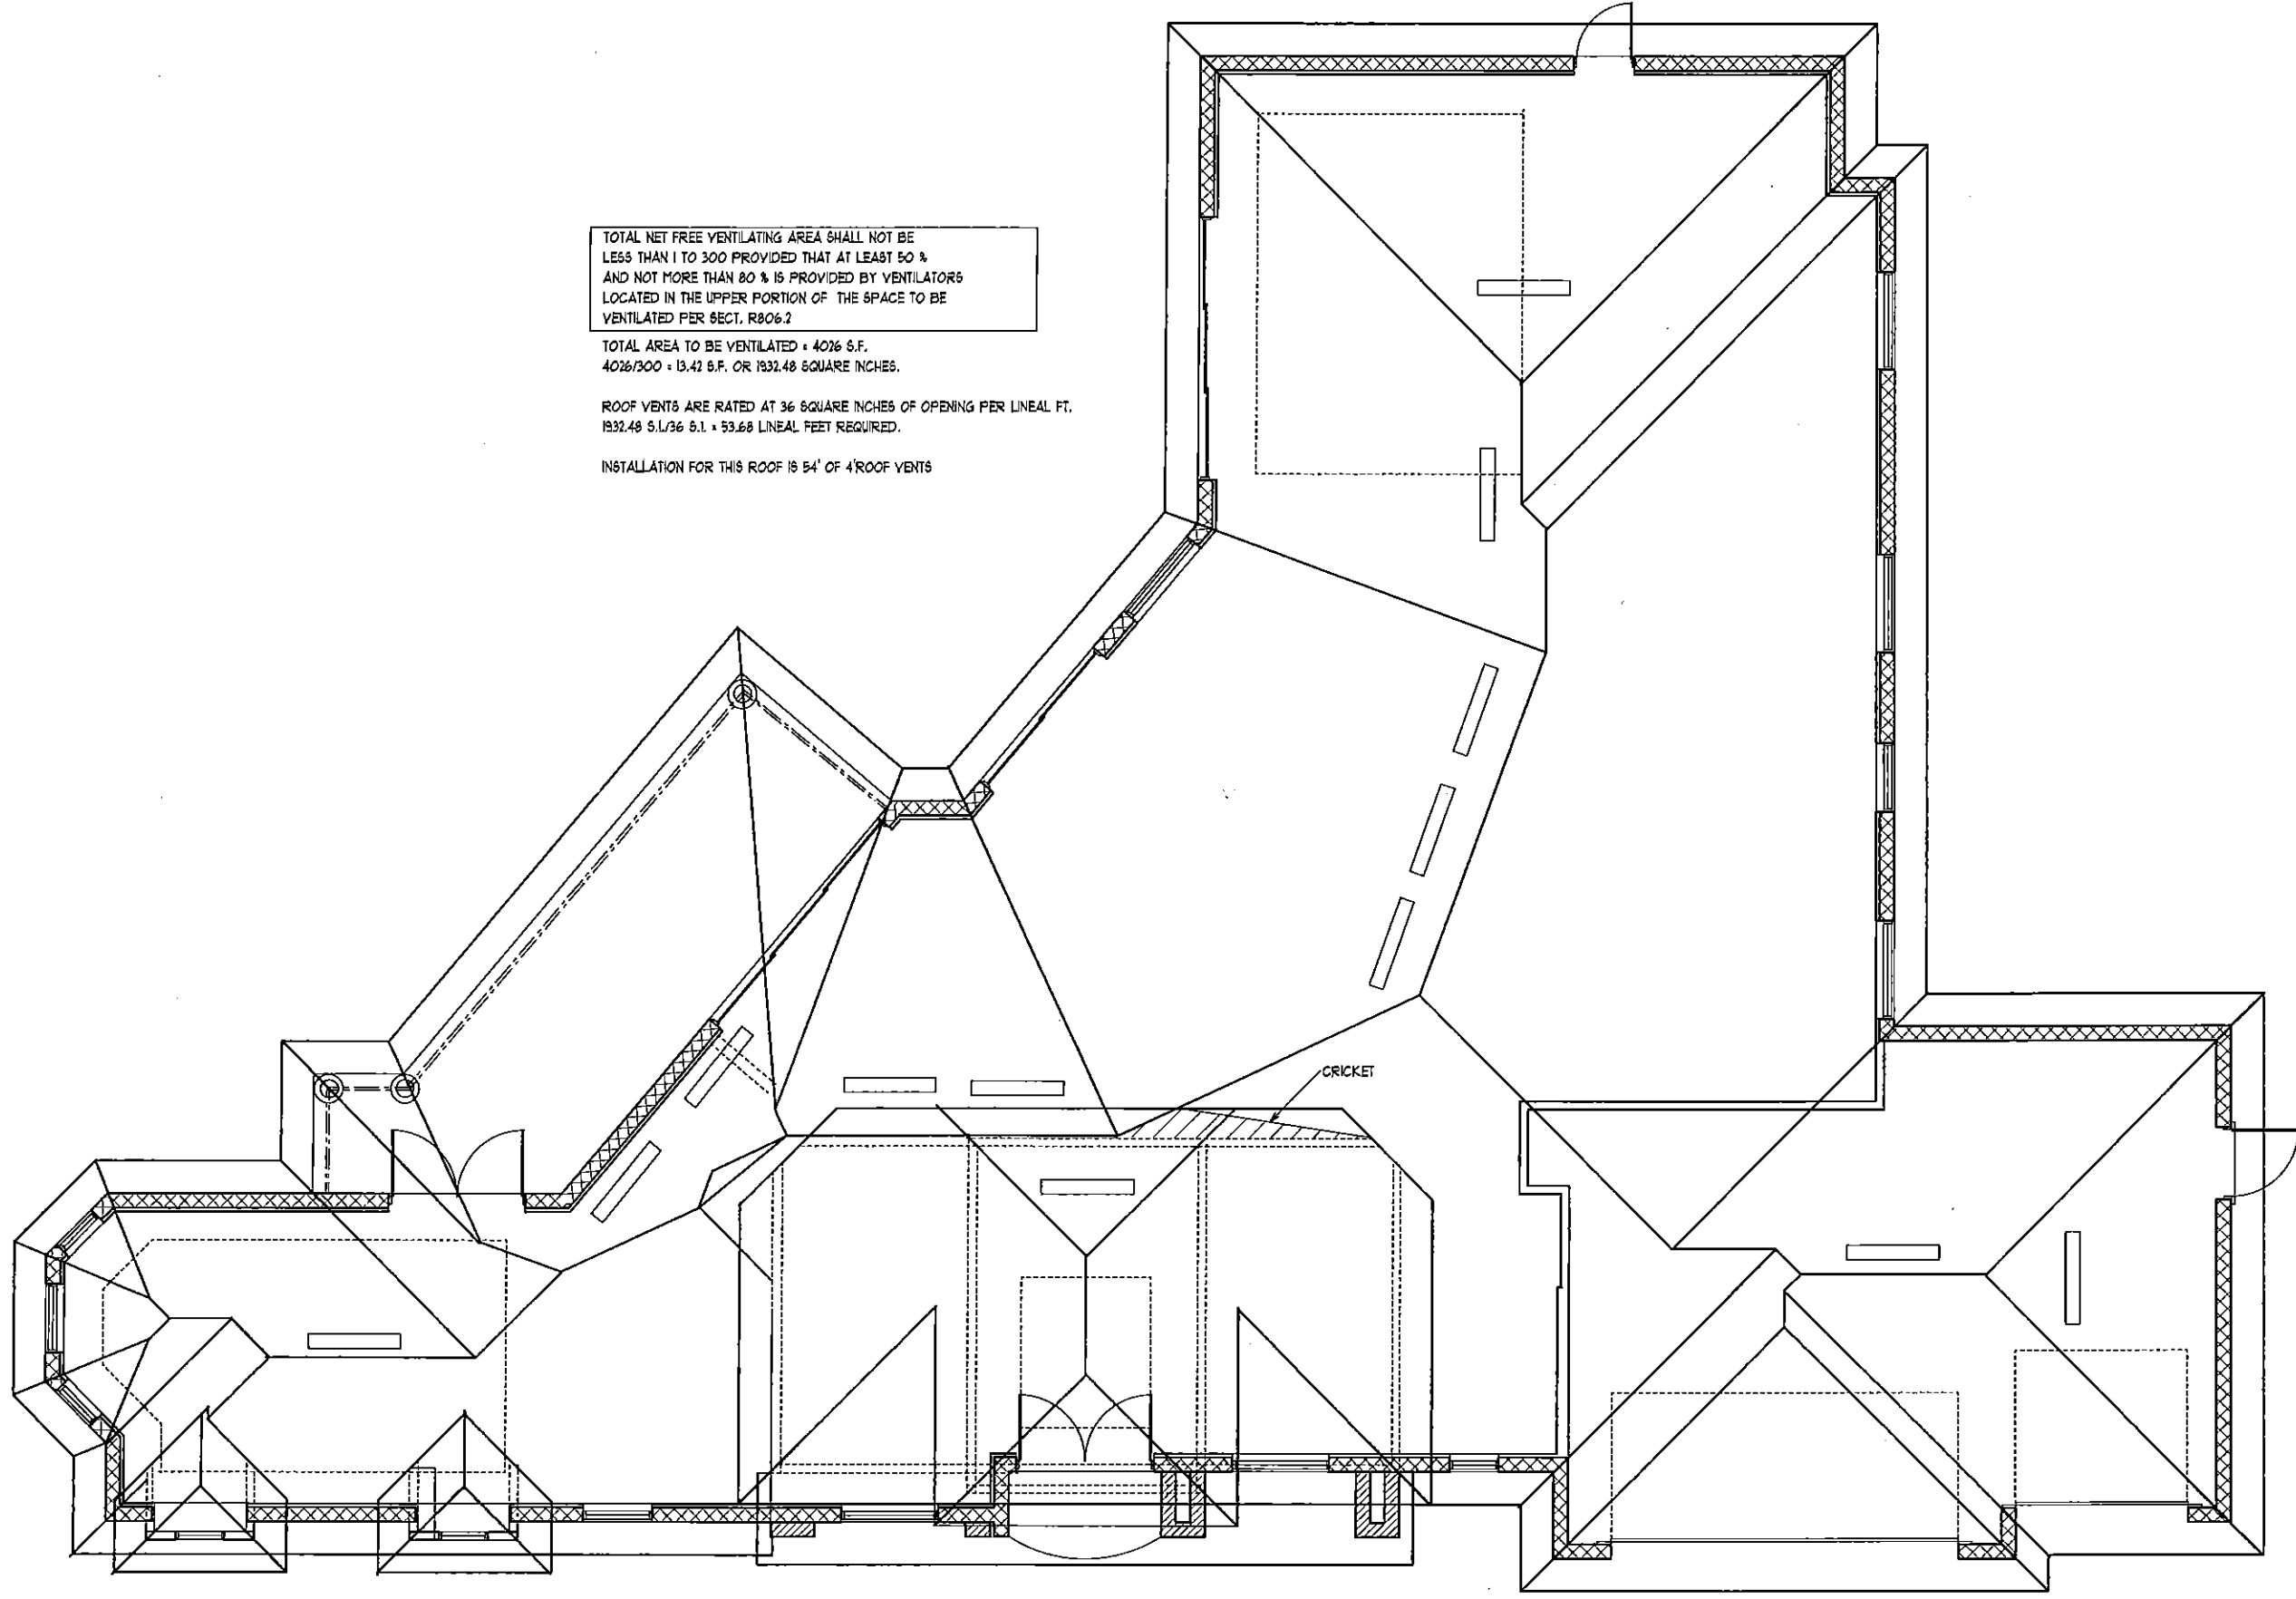 TOTAL NET FREE VENTILATING AREA SHALL NOT BE
LESS THAN 1 TO 300 PROVIDED THAT AT LEAST 50 %
AND NOT MORE THAN 80 % IS PROVIDED BY VENTILATORS
LOCATED IN THE UPPER PORTION OF THE SPACE TO BE
VENTILATED PER SECT. R806.2
TOTAL AREA TO BE VENTILATED = 4026 S.F.
4026/300 = 13.42 S.F. OR 1932.48 SQUARE INCHES.
ROOF VENTS ARE RATED AT 36 SQUARE INCHES OF OPENING PER LINEAL FT.
1932.48 S.I./36 S.I. = 53.68 LINEAL FEET REQUIRED.
INSTALLATION FOR THIS ROOF IS 54' OF 4'ROOF VENTS
CRICKET